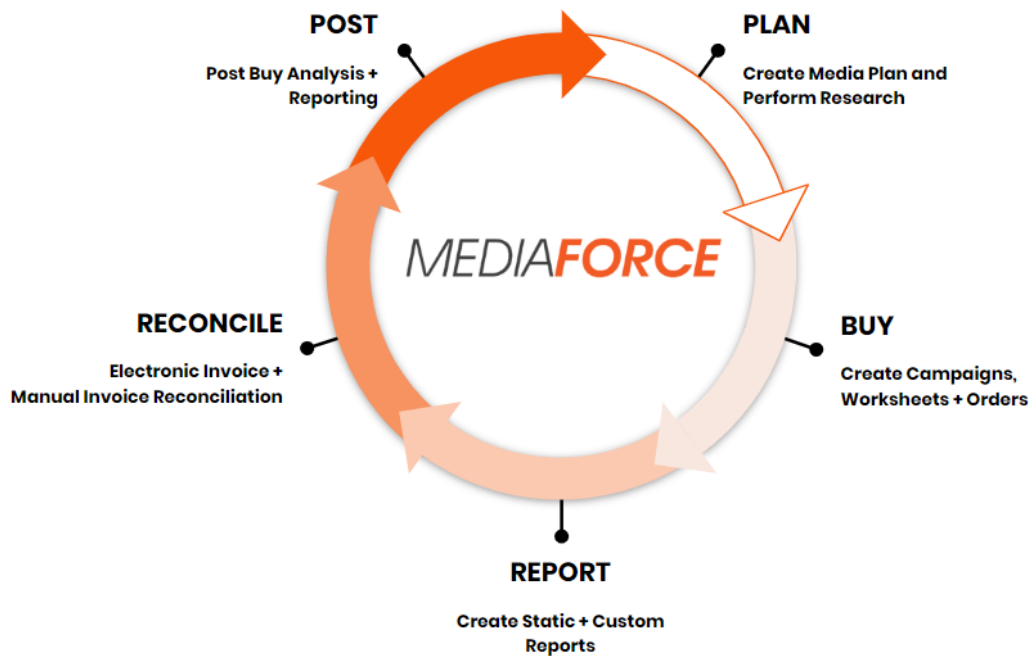 POST
Post Buy Analysis +
Reporting
PLAN
Create Media Plan and
Perform Research
MEDIAFORCE
RECONCILE
Electronic Invoice +
Manual Invoice Reconciliation
BUY
Create Campaigns,
Worksheets + Orders
REPORT
Create Static + Custom
Reports